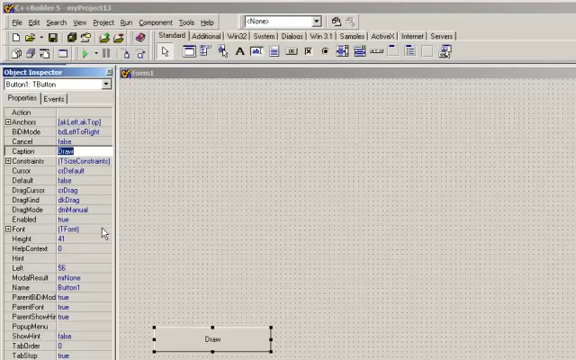 C++Builder 5 - myProject13
File Edit Search View Project Run Component Tools Help
<None>
Standard Additional Win32 System Dialogs Win 3.1 Samples ActiveX Internet Servers
Object Inspector
Button1: TButton
Properties Events
Action
Anchors [akLeft,akTop]
BiDiMode bdLeftToRight
Cancel false
Caption Draw
Constraints (TSizeConstraints)
Cursor crDefault
Default false
DragCursor crDrag
DragKind dkDrag
DragMode dmManual
Enabled true
Font (TFont)
Height 41
HelpContext 0
Hint
Left 56
ModalResult mrNone
Name Button1
ParentBiDiMod true
ParentFont true
ParentShowHin true
PopupMenu
ShowHint false
TabOrder 0
TabStop true
Form1
Draw